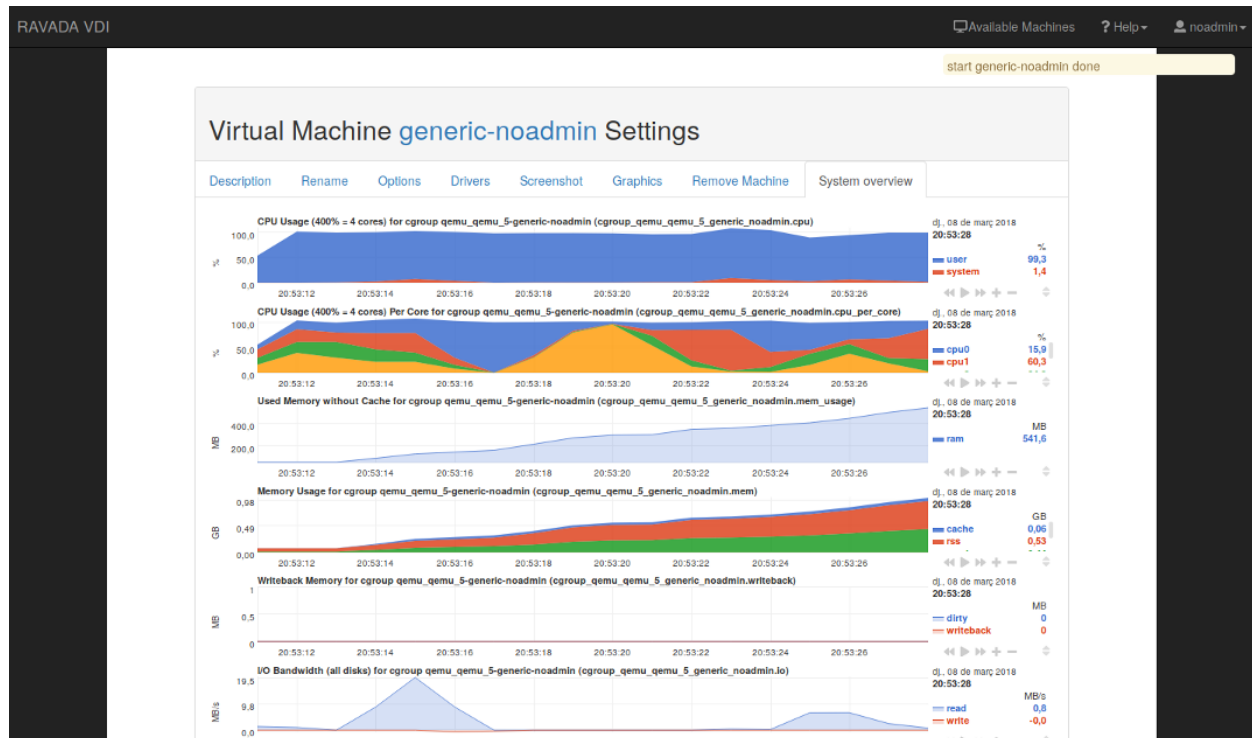 RAVADA VDI Available Machines ? Help noadmin
start generic-noadmin done
Virtual Machine generic-noadmin Settings
Description Rename Options Drivers Screenshot Graphics Remove Machine System overview
CPU Usage (400% = 4 cores) for cgroup qemu_qemu_5-generic-noadmin (cgroup_qemu_qemu_5_generic_noadmin.cpu)
dj., 08 de març 2018
20:53:28
%
user 99,3
system 1,4
100,0
50,0
0,0
%
20:53:12 20:53:14 20:53:16 20:53:18 20:53:20 20:53:22 20:53:24 20:53:26
CPU Usage (400% = 4 cores) Per Core for cgroup qemu_qemu_5-generic-noadmin (cgroup_qemu_qemu_5_generic_noadmin.cpu_per_core)
dj., 08 de març 2018
20:53:28
%
cpu0 15,9
cpu1 60,3
100,0
50,0
0,0
%
20:53:12 20:53:14 20:53:16 20:53:18 20:53:20 20:53:22 20:53:24 20:53:26
Used Memory without Cache for cgroup qemu_qemu_5-generic-noadmin (cgroup_qemu_qemu_5_generic_noadmin.mem_usage)
dj., 08 de març 2018
20:53:28
MB
ram 541,6
400,0
200,0
MB
20:53:12 20:53:14 20:53:16 20:53:18 20:53:20 20:53:22 20:53:24 20:53:26
Memory Usage for cgroup qemu_qemu_5-generic-noadmin (cgroup_qemu_qemu_5_generic_noadmin.mem)
dj., 08 de març 2018
20:53:28
GB
cache 0,06
rss 0,53
0,98
0,49
0,00
GB
20:53:12 20:53:14 20:53:16 20:53:18 20:53:20 20:53:22 20:53:24 20:53:26
Writeback Memory for cgroup qemu_qemu_5-generic-noadmin (cgroup_qemu_qemu_5_generic_noadmin.writeback)
dj., 08 de març 2018
20:53:28
MB
dirty 0
writeback 0
1
0,5
0
MB
20:53:12 20:53:14 20:53:16 20:53:18 20:53:20 20:53:22 20:53:24 20:53:26
I/O Bandwidth (all disks) for cgroup qemu_qemu_5-generic-noadmin (cgroup_qemu_qemu_5_generic_noadmin.io)
dj., 08 de març 2018
20:53:28
MB/s
read 0,8
write -0,0
19,5
9,8
0,0
MB/s